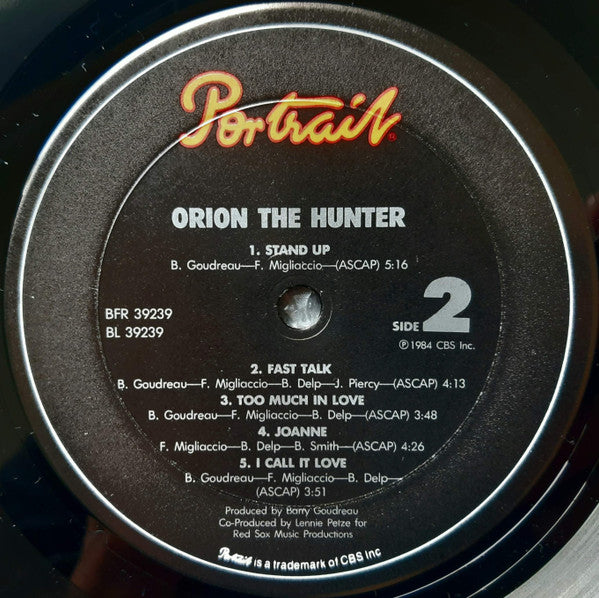 Portrait®
ORION THE HUNTER
1. STAND UP
B. Goudreau—F. Migliaccio—(ASCAP) 5:16
BFR 39239
BL 39239
SIDE 2
℗ 1984 CBS Inc.
2. FAST TALK
B. Goudreau—F. Migliaccio—B. Delp—J. Piercy—(ASCAP) 4:13
3. TOO MUCH IN LOVE
B. Goudreau—F. Migliaccio—B. Delp—(ASCAP) 3:48
4. JOANNE
F. Migliaccio—B. Delp—B. Smith—(ASCAP) 4:26
5. I CALL IT LOVE
B. Goudreau—F. Migliaccio—B. Delp—
(ASCAP) 3:51
Produced by Barry Goudreau
Co-Produced by Lennie Petze for
Red Sox Music Productions
Portrait is a trademark of CBS Inc